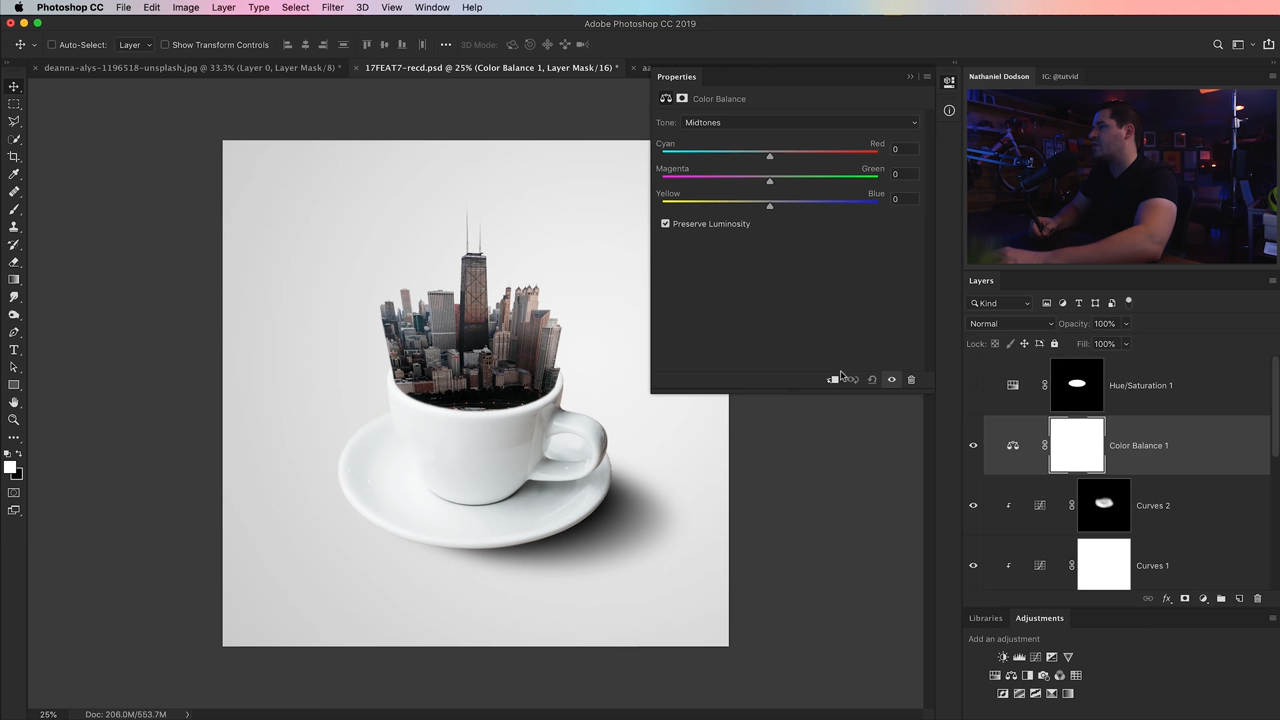 Photoshop CC File Edit Image Layer Type Select Filter 3D View Window Help
Adobe Photoshop CC 2019
Auto-Select: Layer Show Transform Controls 3D Mode:
deanna-alys-1196518-unsplash.jpg @ 33.3% (Layer 0, Layer Mask/8) * 17FEAT7-recd.psd @ 25% (Color Balance 1, Layer Mask/16) *
Properties
Color Balance
Tone: Midtones
Cyan Red 0
Magenta Green 0
Yellow Blue 0
Preserve Luminosity
Nathaniel Dodson IG: @tutvid
Layers
Kind
Normal Opacity: 100%
Lock: Fill: 100%
Hue/Saturation 1
Color Balance 1
Curves 2
Curves 1
Libraries Adjustments
Add an adjustment
25% Doc: 206.0M/553.7M